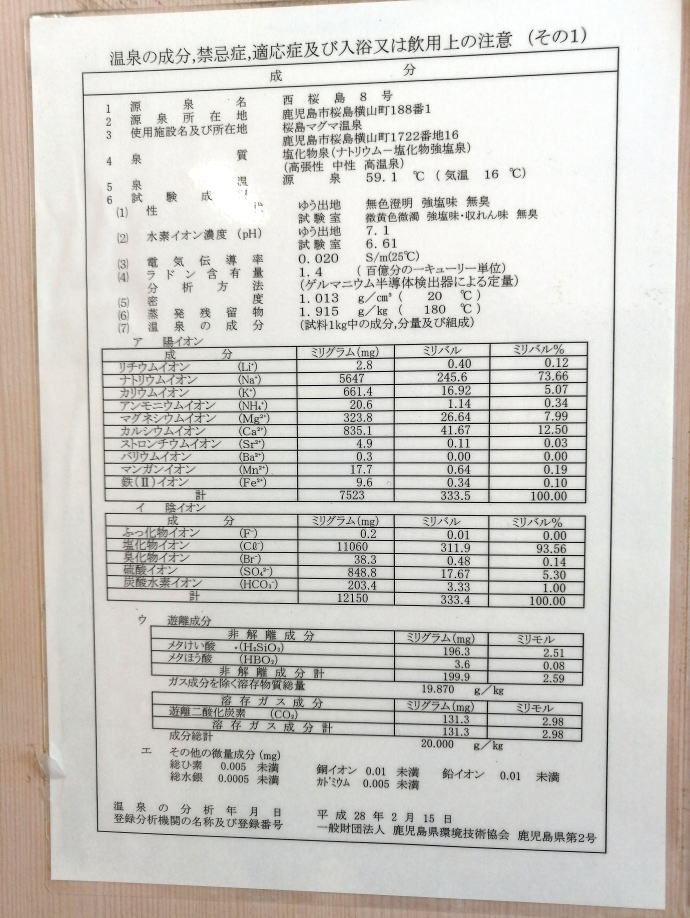 温泉の成分,禁忌症,適応症及び入浴又は飲用上の注意 (その1)
成 分
1 源泉名 西桜島8号
2 源泉所在地 鹿児島市桜島横山町188番1
3 使用施設名及び所在地 桜島マグマ温泉
鹿児島市桜島横山町1722番地16
4 泉質 塩化物泉(ナトリウム-塩化物強塩泉)
(高張性 中性 高温泉)
5 泉温 源泉 59.1 ℃ (気温 16 ℃)
6 試験成
(1) 性 ゆう出地 無色澄明 強塩味 無臭
試験室 微黄色微濁 強塩味・収れん味 無臭
(2) 水素イオン濃度 (pH) ゆう出地 7.1
試験室 6.61
(3) 電気伝導率 0.020 S/m(25℃)
(4) ラドン含有量 1.4 (百億分の一キューリー単位)
分析方法 (ゲルマニウム半導体検出器による定量)
(5) 密度 1.013 g/cm³ ( 20 ℃ )
(6) 蒸発残留物 1.915 g/kg ( 180 ℃ )
(7) 温泉の成分 (試料1kg中の成分,分量及び組成)
ア 陽イオン
成 分 ミリグラム(mg) ミリバル ミリバル%
リチウムイオン (Li⁺) 2.8 0.40 0.12
ナトリウムイオン (Na⁺) 5647 245.6 73.66
カリウムイオン (K⁺) 661.4 16.92 5.07
アンモニウムイオン (NH₄⁺) 20.6 1.14 0.34
マグネシウムイオン (Mg²⁺) 323.8 26.64 7.99
カルシウムイオン (Ca²⁺) 835.1 41.67 12.50
ストロンチウムイオン (Sr²⁺) 4.9 0.11 0.03
バリウムイオン (Ba²⁺) 0.3 0.00 0.00
マンガンイオン (Mn²⁺) 17.7 0.64 0.19
鉄(Ⅱ)イオン (Fe²⁺) 9.6 0.34 0.10
計 7523 333.5 100.00
イ 陰イオン
成 分 ミリグラム(mg) ミリバル ミリバル%
ふっ化物イオン (F⁻) 0.2 0.01 0.00
塩化物イオン (Cℓ⁻) 11060 311.9 93.56
臭化物イオン (Br⁻) 38.3 0.48 0.14
硫酸イオン (SO₄²⁻) 848.8 17.67 5.30
炭酸水素イオン (HCO₃⁻) 203.4 3.33 1.00
計 12150 333.4 100.00
ウ 遊離成分
非解離成分 ミリグラム(mg) ミリモル
メタけい酸 ・(H₂SiO₃) 196.3 2.51
メタほう酸 (HBO₂) 3.6 0.08
非解離成分計 199.9 2.59
ガス成分を除く溶存物質総量 19.870 g/kg
溶存ガス成分 ミリグラム(mg) ミリモル
遊離二酸化炭素 (CO₂) 131.3 2.98
溶存ガス成分計 131.3 2.98
成分総計 20.000 g/kg
エ その他の微量成分(mg)
総ひ素 0.005 未満 銅イオン 0.01 未満 鉛イオン 0.01 未満
総水銀 0.0005 未満 カドミウム 0.005 未満
温泉の分析年月日 平成28年2月15日
登録分析機関の名称及び登録番号 一般財団法人 鹿児島県環境技術協会 鹿児島県第2号